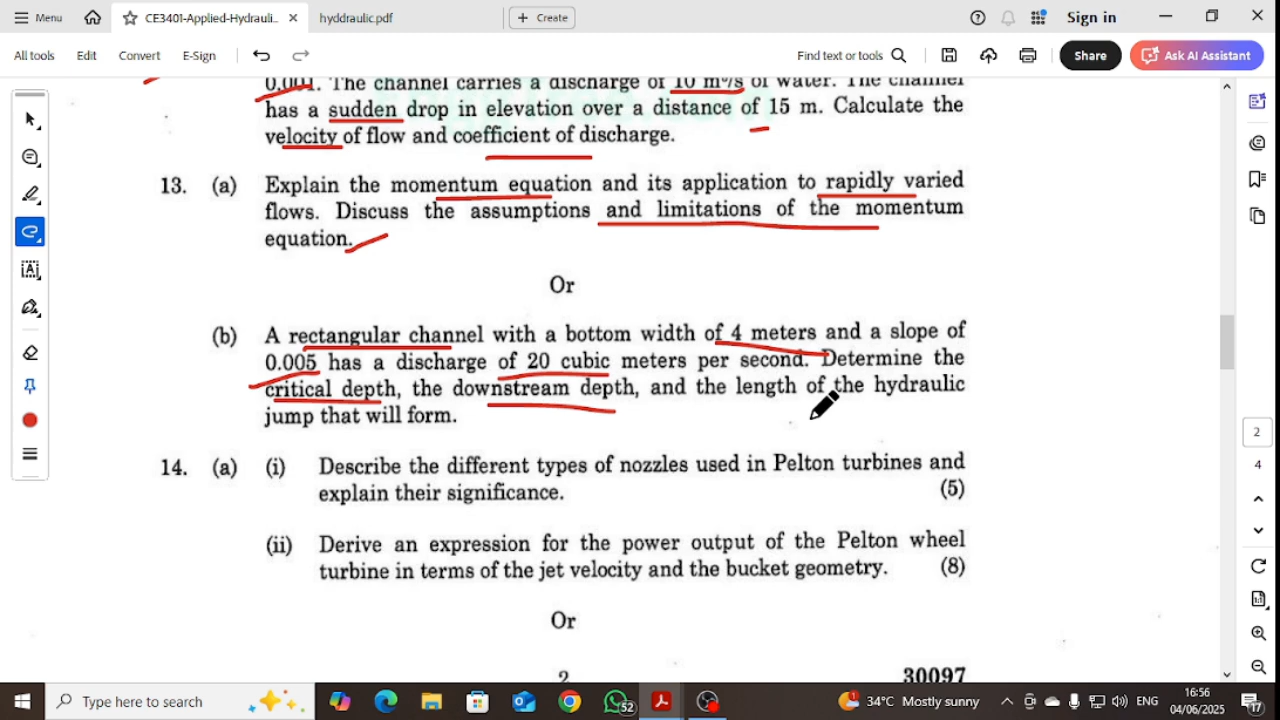 Menu
CE3401-Applied-Hydrauli...
hyddraulic.pdf
Create
Sign in
All tools Edit Convert E-Sign
Find text or tools
Share
Ask AI Assistant
0.001. The channel carries a discharge of 10 m³/s of water. The channel
has a sudden drop in elevation over a distance of 15 m. Calculate the
velocity of flow and coefficient of discharge.
13. (a) Explain the momentum equation and its application to rapidly varied
flows. Discuss the assumptions and limitations of the momentum
equation.
Or
(b) A rectangular channel with a bottom width of 4 meters and a slope of
0.005 has a discharge of 20 cubic meters per second. Determine the
critical depth, the downstream depth, and the length of the hydraulic
jump that will form.
14. (a) (i) Describe the different types of nozzles used in Pelton turbines and
explain their significance. (5)
(ii) Derive an expression for the power output of the Pelton wheel
turbine in terms of the jet velocity and the bucket geometry. (8)
Or
2 30097
2
4
Type here to search
52
1
34°C Mostly sunny
ENG
16:56
04/06/2025
17